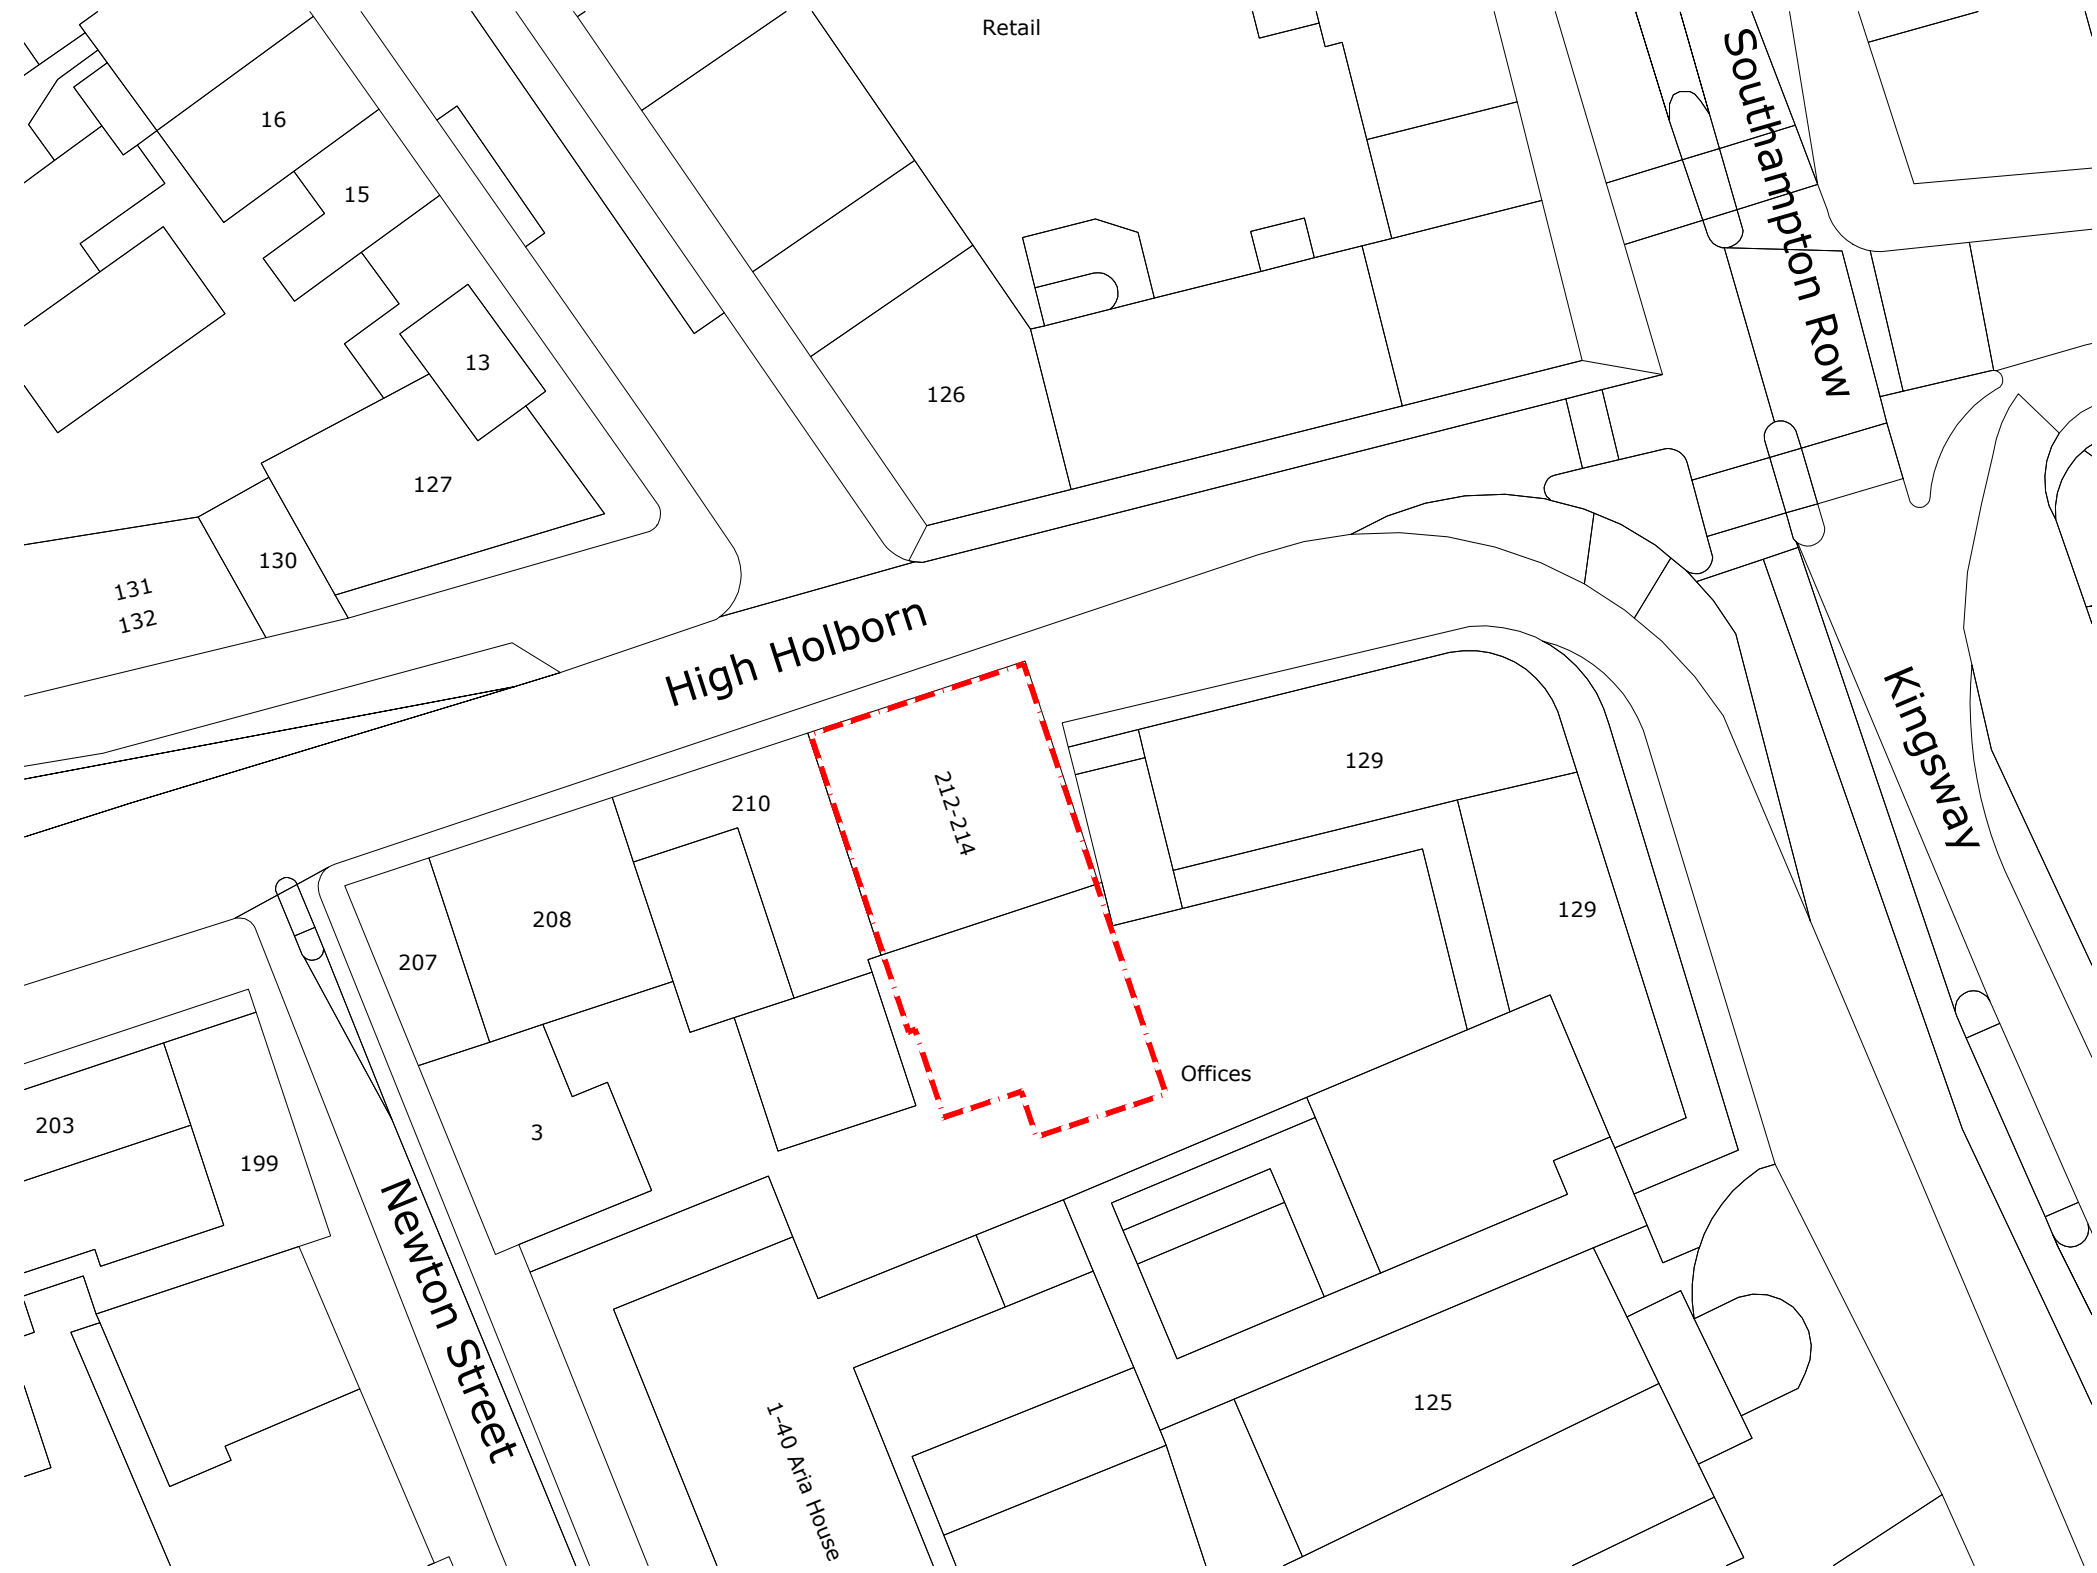 Retail
Southampton Row
16
15
13
126
127
130
131
132
High Holborn
Kingsway
129
212-214
210
129
208
207
Offices
203
3
199
Newton Street
125
1-40 Aria House